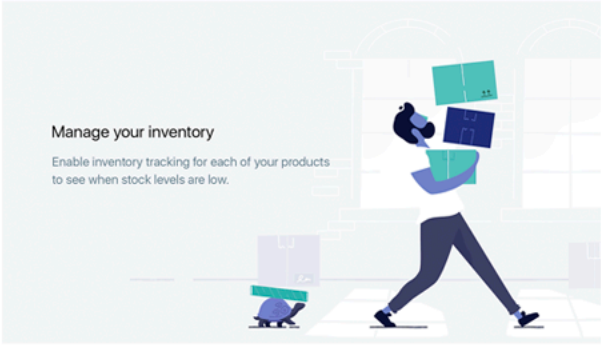 Manage your inventory
Enable inventory tracking for each of your products
to see when stock levels are low.